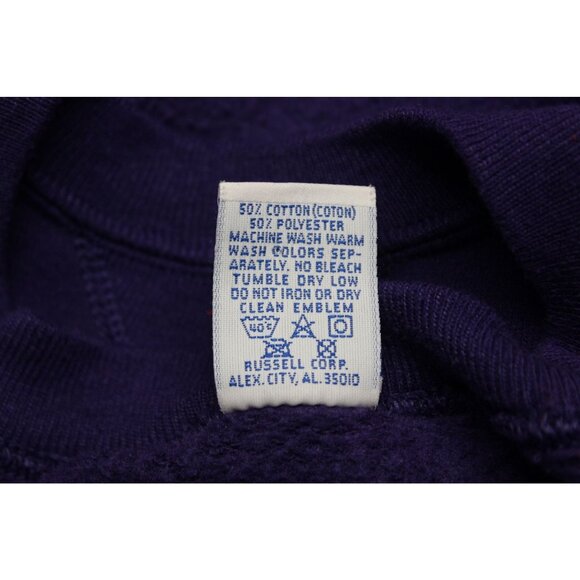 50% COTTON(COTON)
50% POLYESTER
MACHINE WASH WARM
WASH COLORS SEP-
ARATELY. NO BLEACH
TUMBLE DRY LOW
DO NOT IRON OR DRY
CLEAN EMBLEM
40°C
RUSSELL CORP.
ALEX. CITY, AL. 35010